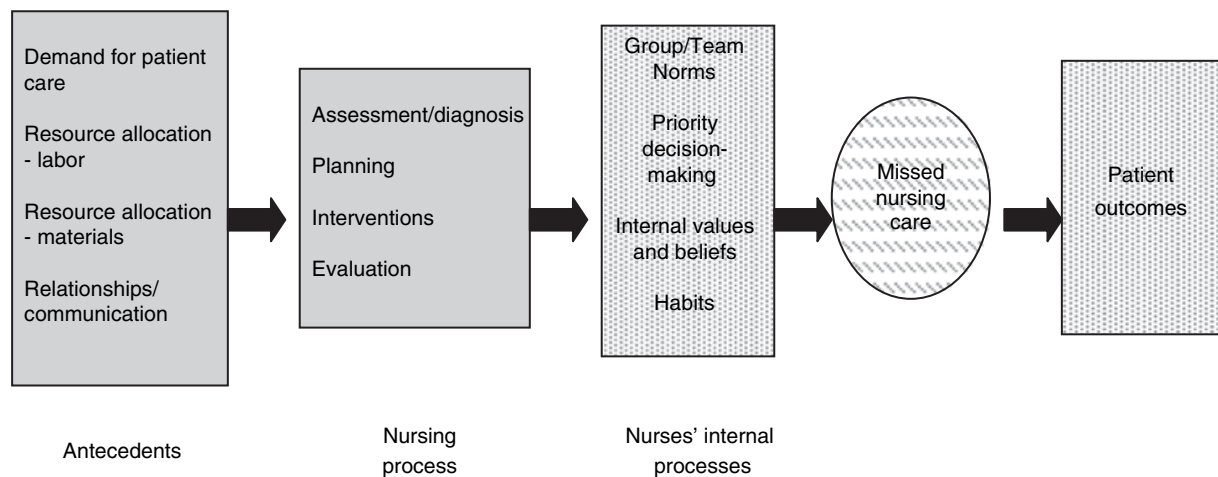 Demand for patient
care
Resource allocation
- labor
Resource allocation
- materials
Relationships/
communication
Assessment/diagnosis
Planning
Interventions
Evaluation
Group/Team
Norms
Priority
decision-
making
Internal values
and beliefs
Habits
Missed
nursing
care
Patient
outcomes
Antecedents
Nursing
process
Nurses’ internal
processes